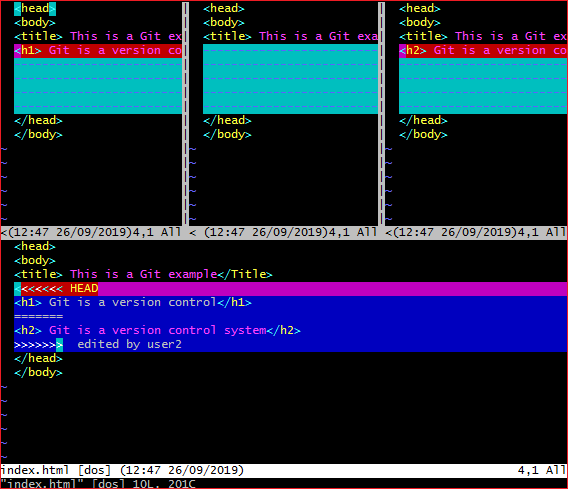 <head>
<body>
<title> This is a Git exa
<h1> Git is a version co
</head>
</body>
~
~
~
~
~
~
<(12:47 26/09/2019)4,1 All
<head>
<body>
<title> This is a Git exa
</head>
</body>
~
~
~
~
~
~
< (12:47 26/09/2019)4,1 All
<head>
<body>
<title> This is a Git exa
<h2> Git is a version co
</head>
</body>
~
~
~
~
~
~
<(12:47 26/09/2019)4,1 All
<head>
<body>
<title> This is a Git example</Title>
<<<<<<< HEAD
<h1> Git is a version control</h1>
=======
<h2> Git is a version control system</h2>
>>>>>>>  edited by user2
</head>
</body>
~
~
~
~
~
~
index.html [dos] (12:47 26/09/2019) 4,1 All
"index.html" [dos] 10L, 201C